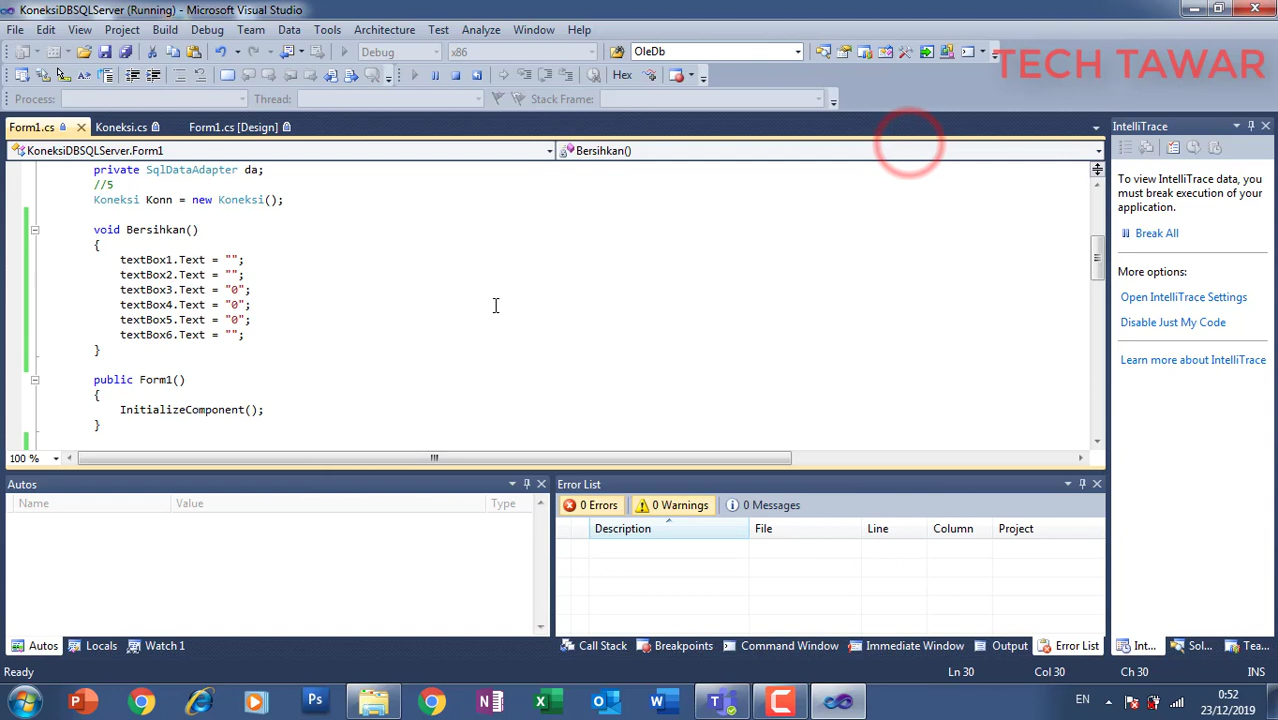 KoneksiDBSQLServer (Running) - Microsoft Visual Studio
File Edit View Project Build Debug Team Data Tools Architecture Test Analyze Window Help
Debug x86 OleDb
TECH TAWAR
Hex
Process: Thread: Stack Frame:
Form1.cs Koneksi.cs Form1.cs [Design]
IntelliTrace
KoneksiDBSQLServer.Form1 Bersihkan()
private SqlDataAdapter da;
//5
Koneksi Konn = new Koneksi();
void Bersihkan()
{
textBox1.Text = "";
textBox2.Text = "";
textBox3.Text = "0";
textBox4.Text = "0";
textBox5.Text = "0";
textBox6.Text = "";
}
public Form1()
{
InitializeComponent();
}
100 %
To view IntelliTrace data, you
must break execution of your
application.
Break All
More options:
Open IntelliTrace Settings
Disable Just My Code
Learn more about IntelliTrace
Autos
Name Value Type
Error List
0 Errors 0 Warnings 0 Messages
Description File Line Column Project
Autos Locals Watch 1
Call Stack Breakpoints Command Window Immediate Window Output Error List
Int... Sol... Tea...
Ready Ln 30 Col 30 Ch 30 INS
EN 0:52
23/12/2019